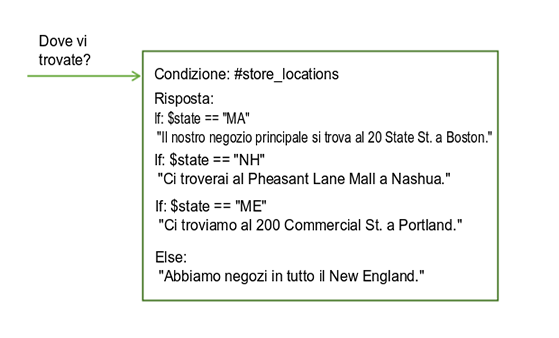 Dove vi
trovate?
Condizione: #store_locations
Risposta:
If: $state == "MA"
"Il nostro negozio principale si trova al 20 State St. a Boston."
If: $state == "NH"
"Ci troverai al Pheasant Lane Mall a Nashua."
If: $state == "ME"
"Ci troviamo al 200 Commercial St. a Portland."
Else:
"Abbiamo negozi in tutto il New England."